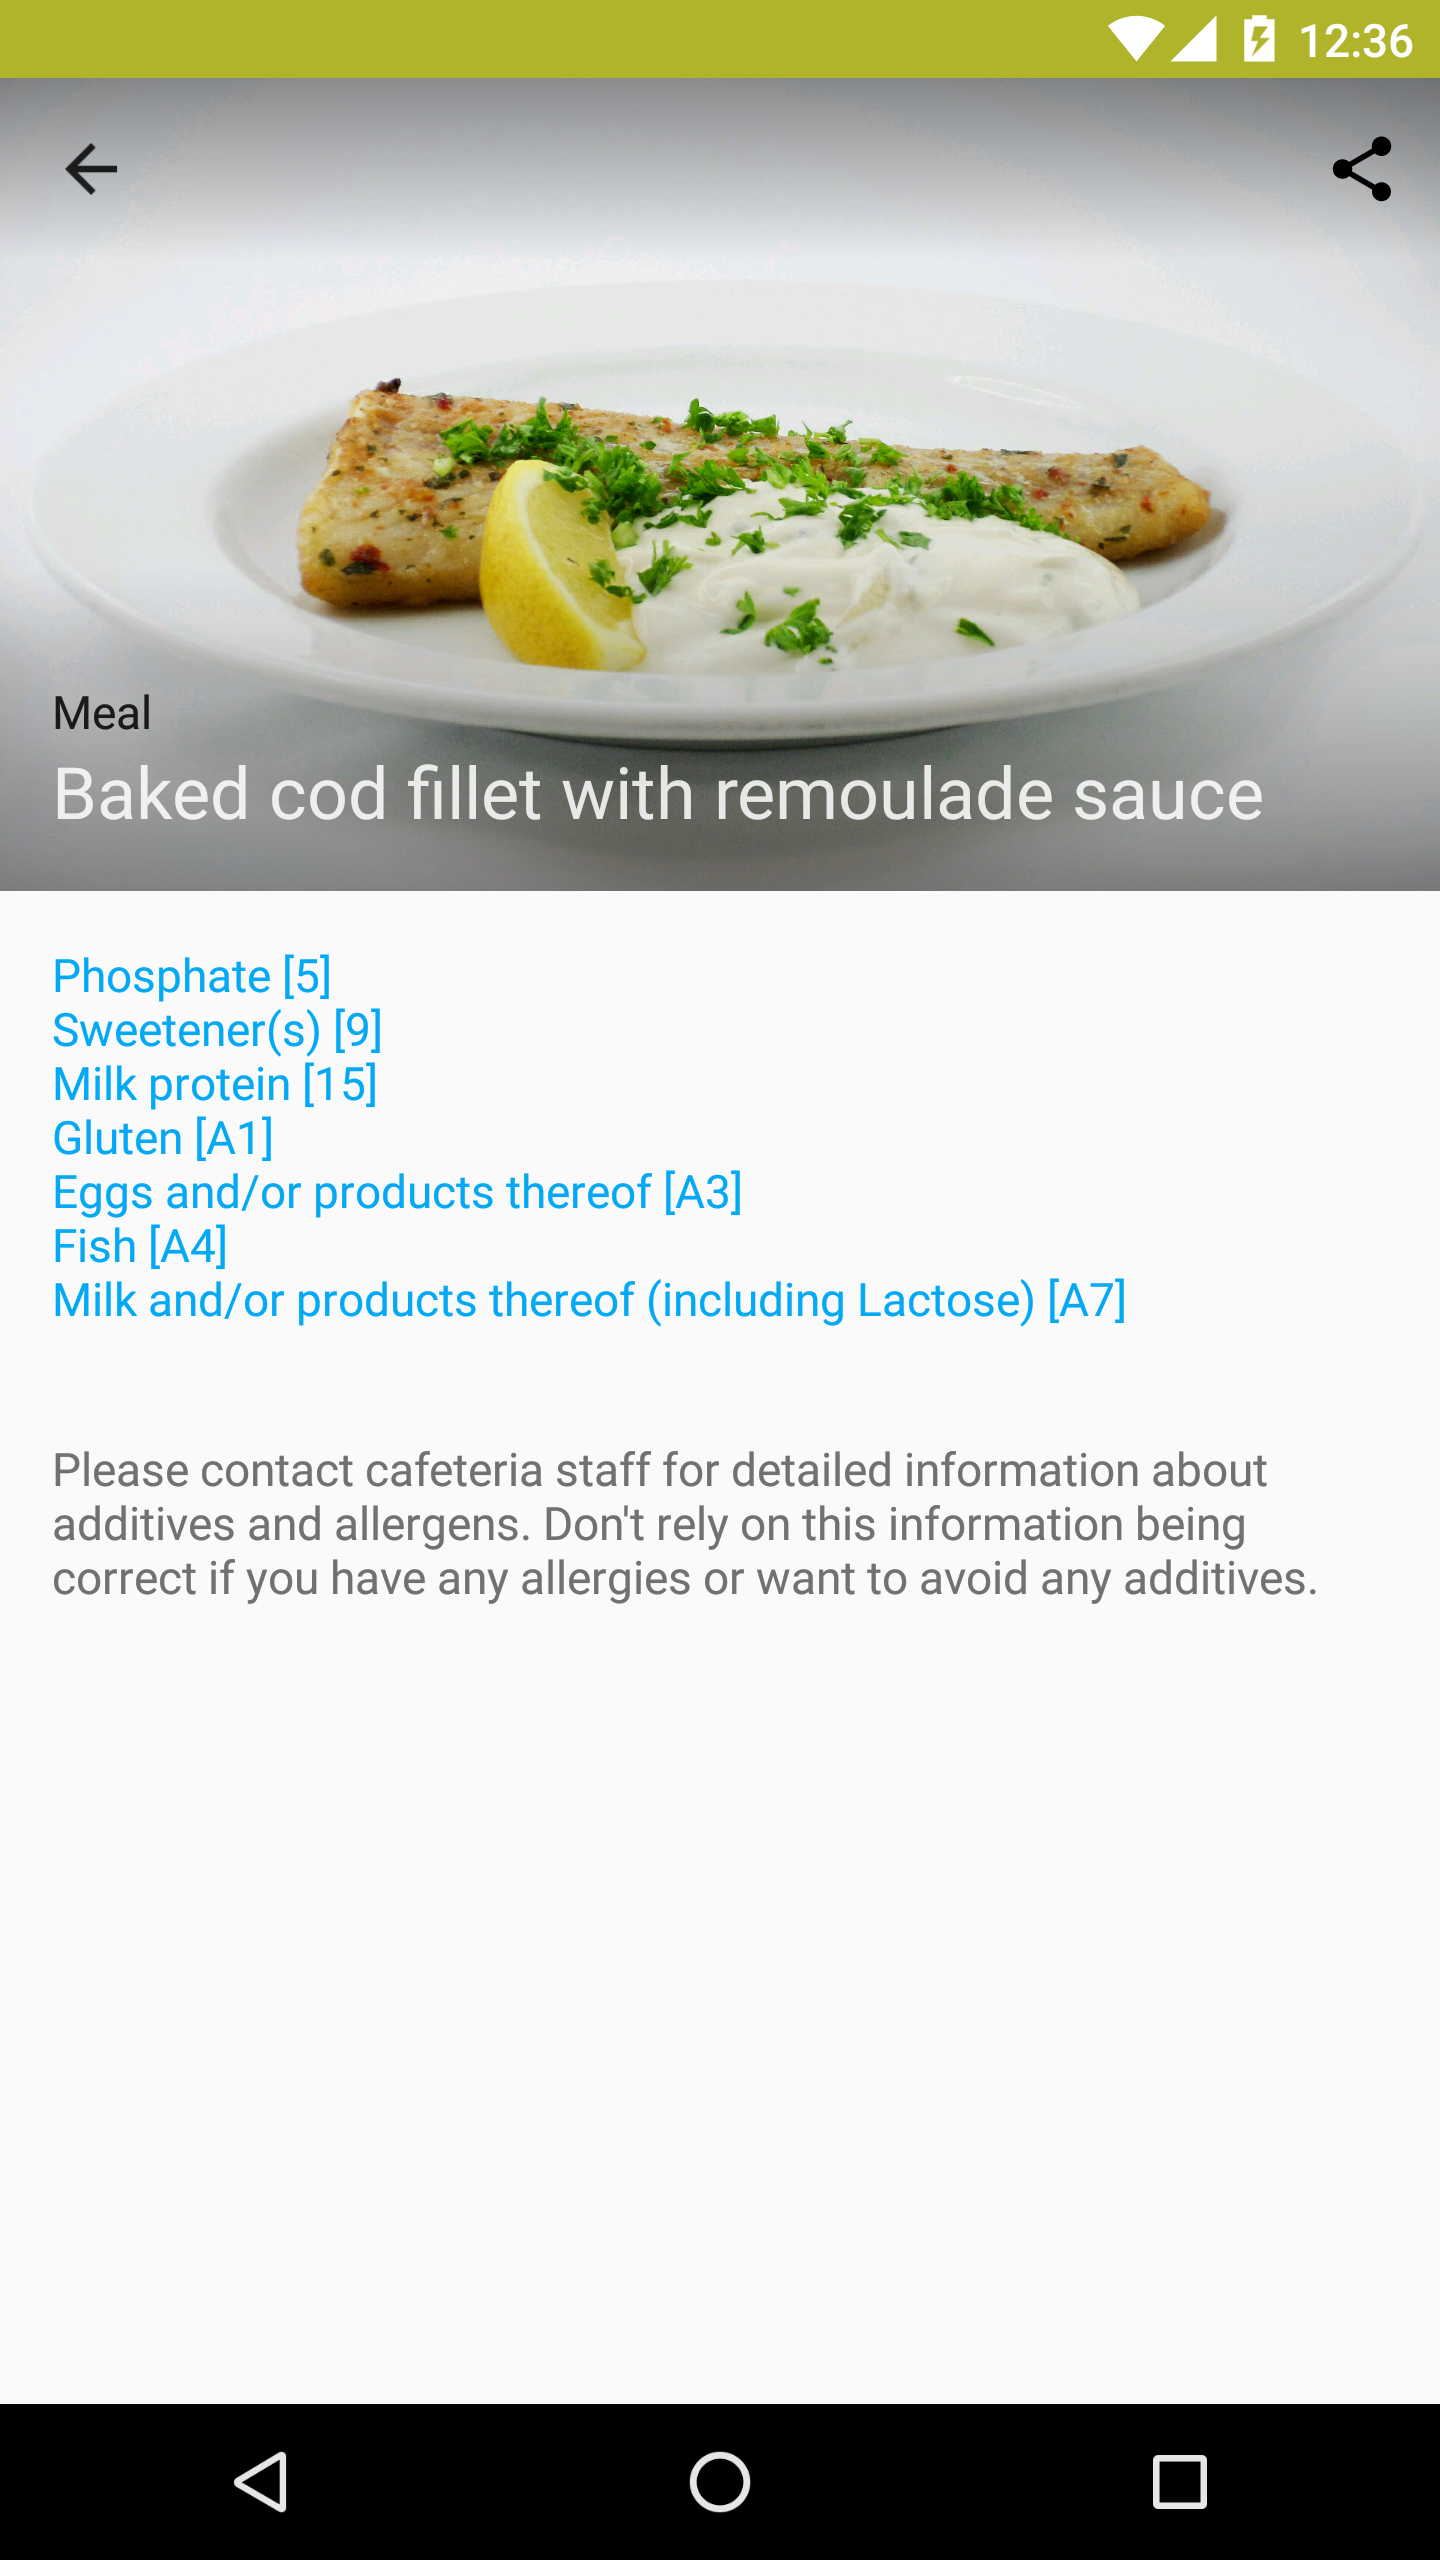 12:36
Meal
Baked cod fillet with remoulade sauce
Phosphate [5]
Sweetener(s) [9]
Milk protein [15]
Gluten [A1]
Eggs and/or products thereof [A3]
Fish [A4]
Milk and/or products thereof (including Lactose) [A7]
Please contact cafeteria staff for detailed information about
additives and allergens. Don't rely on this information being
correct if you have any allergies or want to avoid any additives.